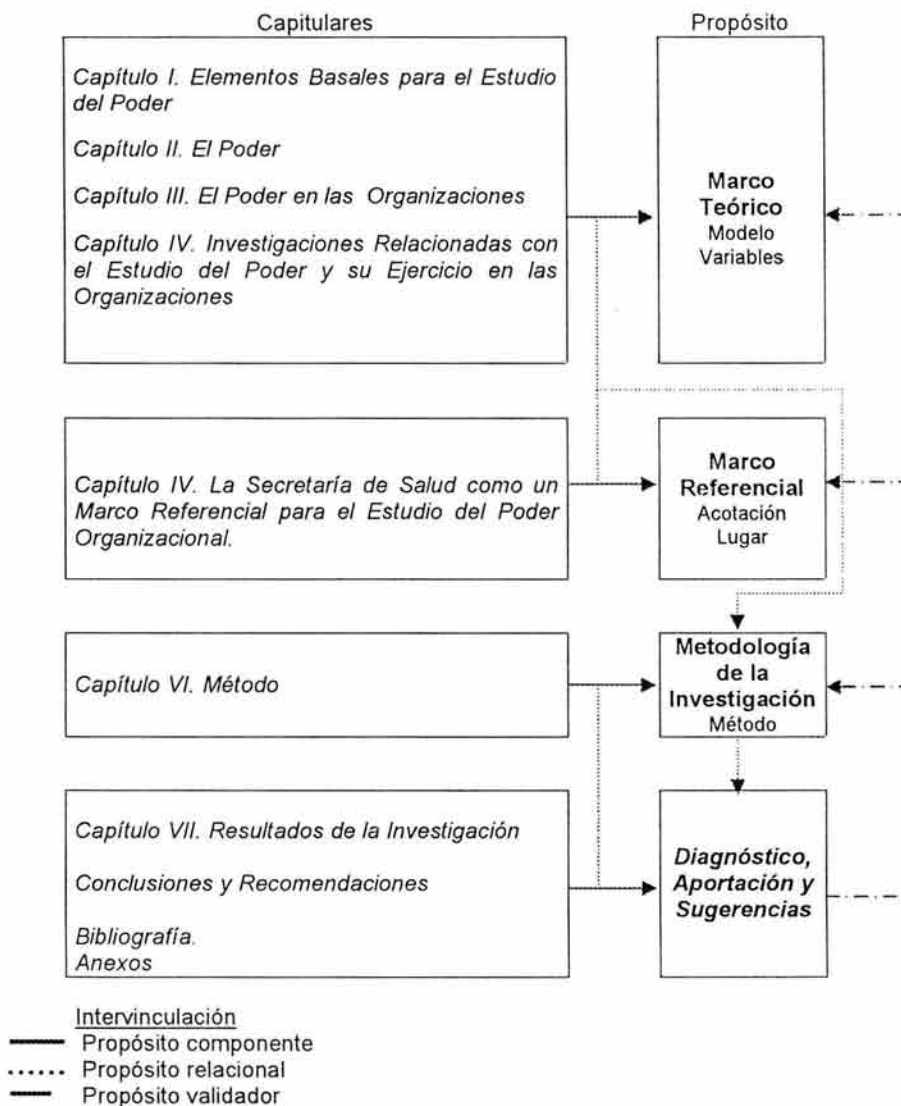 Capitulares
Propósito
Capítulo I. Elementos Basales para el Estudio
del Poder
Capítulo II. El Poder
Capítulo III. El Poder en las Organizaciones
Capítulo IV. Investigaciones Relacionadas con
el Estudio del Poder y su Ejercicio en las
Organizaciones
Marco
Teórico
Modelo
Variables
Capítulo IV. La Secretaría de Salud como un
Marco Referencial para el Estudio del Poder
Organizacional.
Marco
Referencial
Acotación
Lugar
Capítulo VI. Método
Metodología
de la
Investigación
Método
Capítulo VII. Resultados de la Investigación
Conclusiones y Recomendaciones
Bibliografía.
Anexos
Diagnóstico,
Aportación y
Sugerencias
Intervinculación
Propósito componente
Propósito relacional
Propósito validador